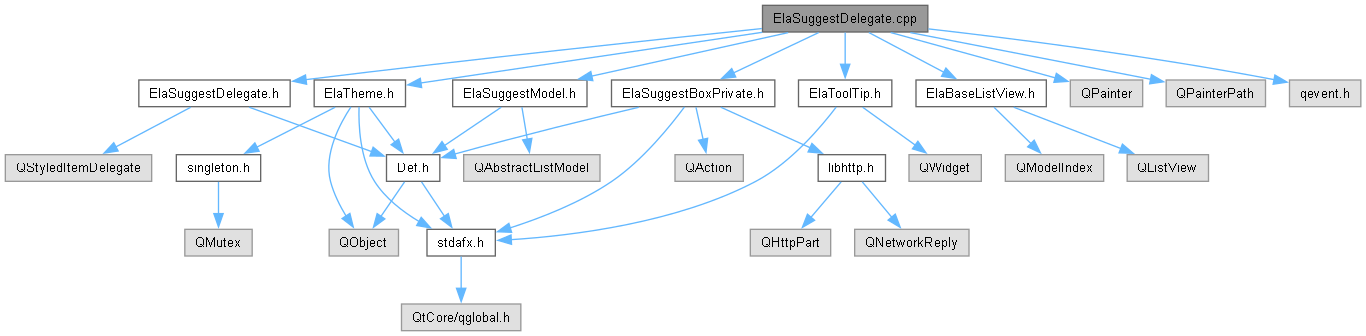 ElaSuggestDelegate.cpp
ElaSuggestDelegate.h
ElaTheme.h
ElaSuggestModel.h
ElaSuggestBoxPrivate.h
ElaToolTip.h
ElaBaseListView.h
QPainter
QPainterPath
qevent.h
QStyledItemDelegate
singleton.h
Def.h
QAbstractListModel
QAction
libhttp.h
QWidget
QModelIndex
QListView
QMutex
QObject
stdafx.h
QHttpPart
QNetworkReply
QtCore/qglobal.h